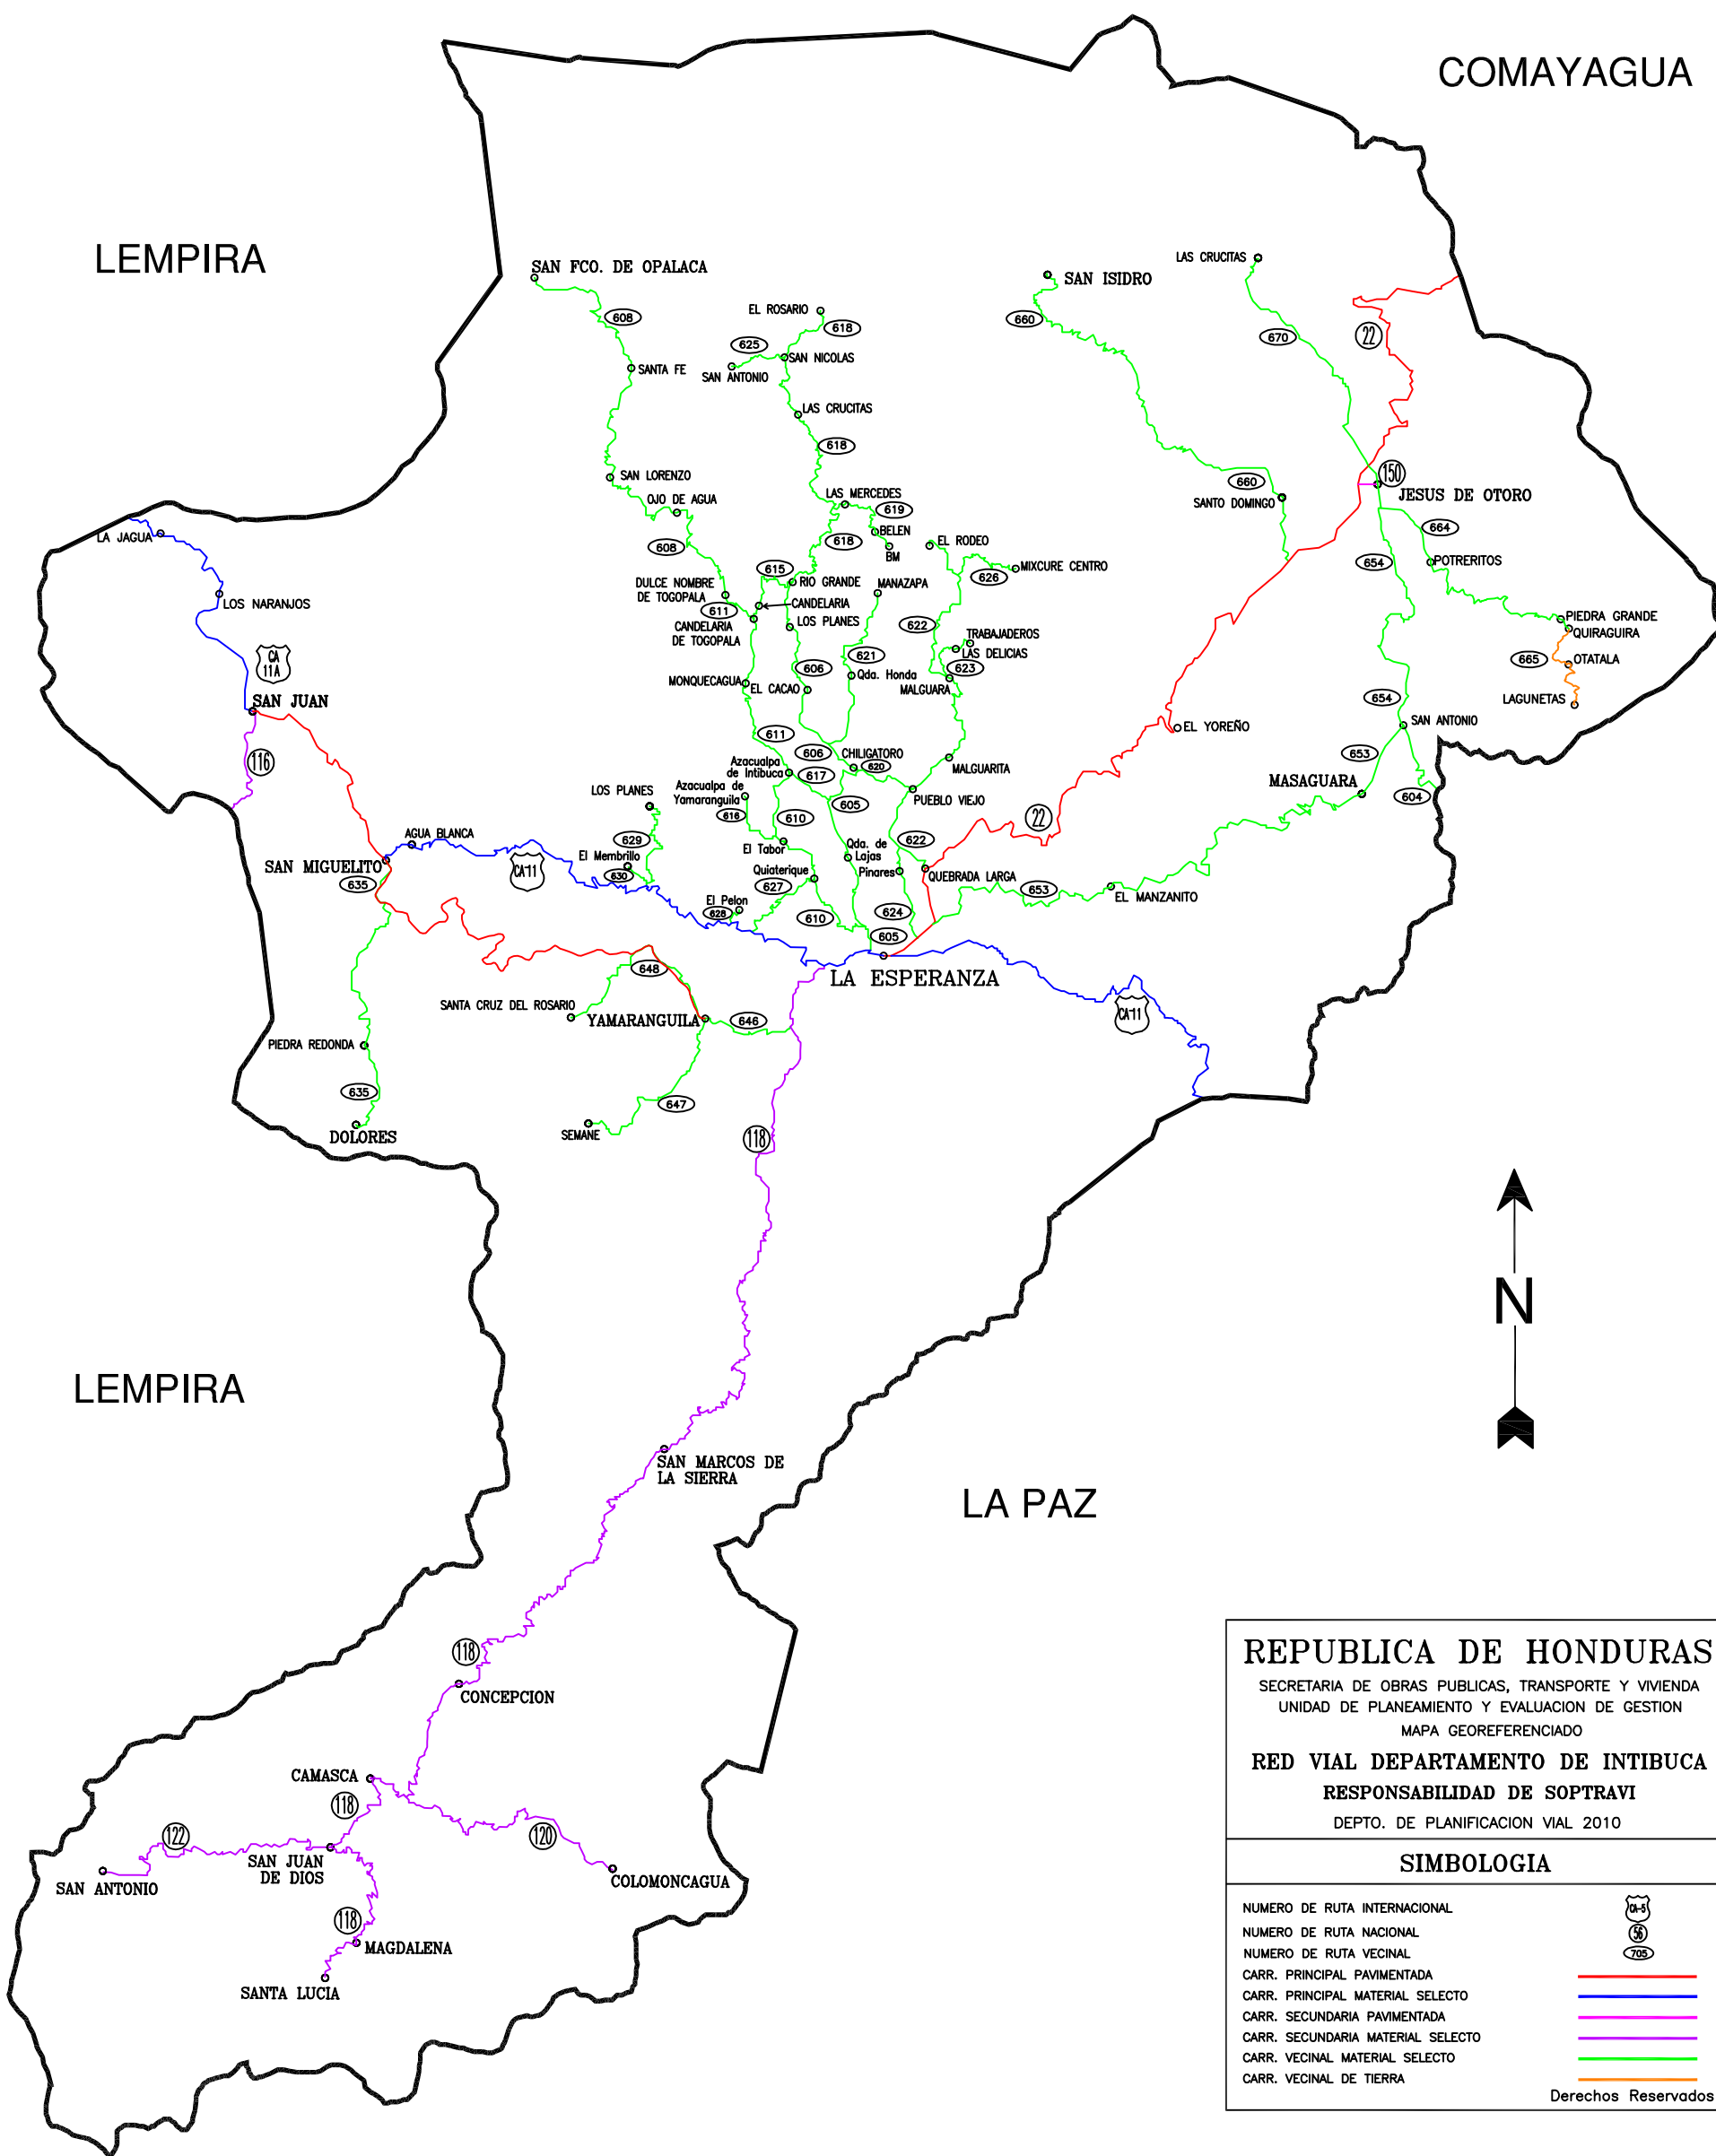 COMAYAGUA
LEMPIRA
SAN FCO. DE OPALACA
LAS CRUCITAS
SAN ISIDRO
608
EL ROSARIO
618
660
670
22
625
SAN NICOLAS
SANTA FE
SAN ANTONIO
LAS CRUCITAS
618
SAN LORENZO
660
150
OJO DE AGUA
LAS MERCEDES
SANTO DOMINGO
JESUS DE OTORO
619
LA JAGUA
BELEN
664
608
618
EL RODEO
BM
654
POTRERITOS
615
626
MIXCURE CENTRO
DULCE NOMBRE
DE TOGOPALA
RIO GRANDE
MANAZAPA
LOS NARANJOS
611
CANDELARIA
CANDELARIA
DE TOGOPALA
LOS PLANES
622
PIEDRA GRANDE
QUIRAGUIRA
TRABAJADEROS
LAS DELICIAS
CA
11A
621
623
665
OTATALA
606
Qda. Honda
MONQUECAGUA
EL CACAO
MALGUARA
654
LAGUNETAS
SAN JUAN
611
EL YOREÑO
SAN ANTONIO
116
606
CHILIGATORO
653
Azacualpa
de Intibuca
617
620
MALGUARITA
MASAGUARA
Azacualpa de
Yamaranguila
LOS PLANES
605
PUEBLO VIEJO
604
616
610
22
AGUA BLANCA
629
622
El Tabor
Qda. de
Lajas
SAN MIGUELITO
El Membrillo
CA-11
Quiaterique
Pinares
QUEBRADA LARGA
635
630
627
653
EL MANZANITO
El Pelon
628
610
624
605
648
LA ESPERANZA
SANTA CRUZ DEL ROSARIO
YAMARANGUILA
646
CA-11
PIEDRA REDONDA
635
647
DOLORES
SEMANE
118
N
LEMPIRA
SAN MARCOS DE
LA SIERRA
LA PAZ
118
CONCEPCION
CAMASCA
118
122
120
SAN JUAN
DE DIOS
SAN ANTONIO
COLOMONCAGUA
118
MAGDALENA
SANTA LUCIA
REPUBLICA DE HONDURAS
SECRETARIA DE OBRAS PUBLICAS, TRANSPORTE Y VIVIENDA
UNIDAD DE PLANEAMIENTO Y EVALUACION DE GESTION
MAPA GEOREFERENCIADO
RED VIAL DEPARTAMENTO DE INTIBUCA
RESPONSABILIDAD DE SOPTRAVI
DEPTO. DE PLANIFICACION VIAL 2010
SIMBOLOGIA
NUMERO DE RUTA INTERNACIONAL CA-5
NUMERO DE RUTA NACIONAL 56
NUMERO DE RUTA VECINAL 705
CARR. PRINCIPAL PAVIMENTADA
CARR. PRINCIPAL MATERIAL SELECTO
CARR. SECUNDARIA PAVIMENTADA
CARR. SECUNDARIA MATERIAL SELECTO
CARR. VECINAL MATERIAL SELECTO
CARR. VECINAL DE TIERRA
Derechos Reservados